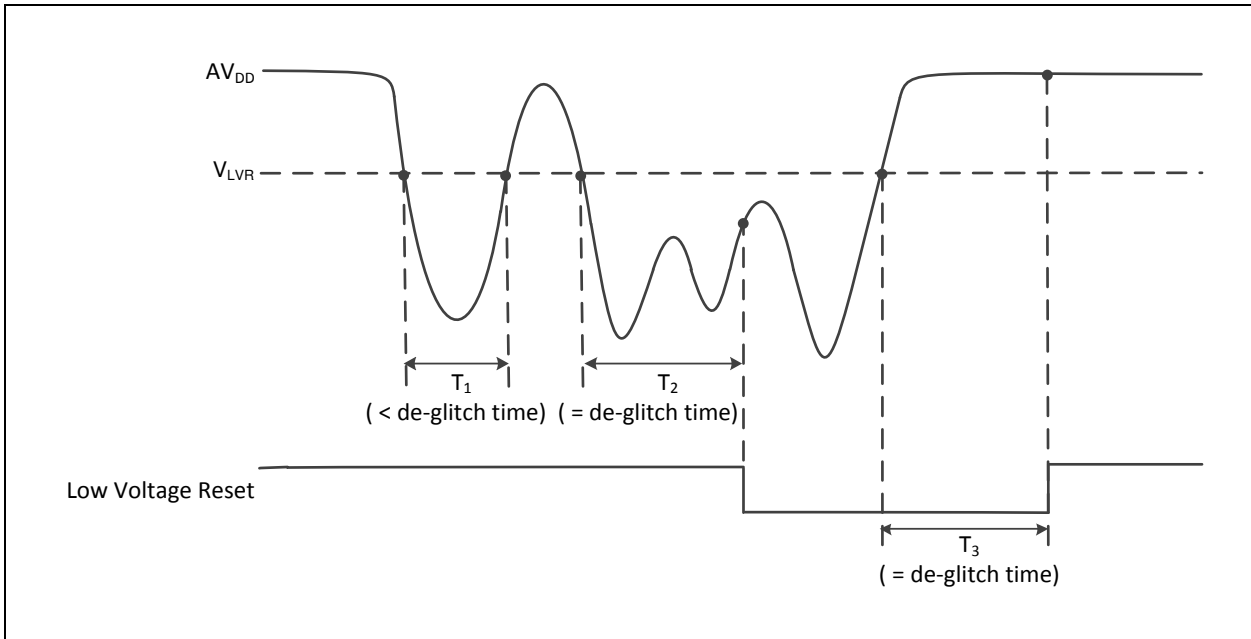 AVDD
VLVR
T1
( < de-glitch time)
T2
( = de-glitch time)
Low Voltage Reset
T3
( = de-glitch time)